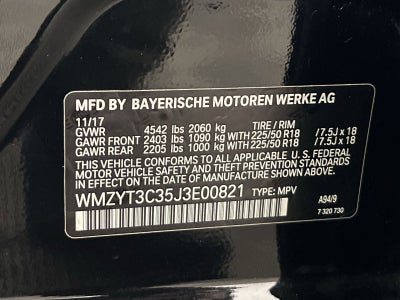 MFD BY BAYERISCHE MOTOREN WERKE AG
11/17
GVWR 4542 lbs 2060 kg TIRE / RIM
GAWR FRONT 2403 lbs 1090 kg WITH 225/50 R18 /7.5J x 18
GAWR REAR 2205 lbs 1000 kg WITH 225/50 R18 /7.5J x 18
THIS VEHICLE CONFORMS TO ALL APPLICABLE U.S. FEDERAL
MOTOR VEHICLE SAFETY, BUMPER, AND THEFT PREVENTION
STANDARDS IN EFFECT ON THE DATE OF MANUFACTURE
SHOWN ABOVE.
WMZYT3C35J3E00821 TYPE: MPV
A94/9
7 320 730